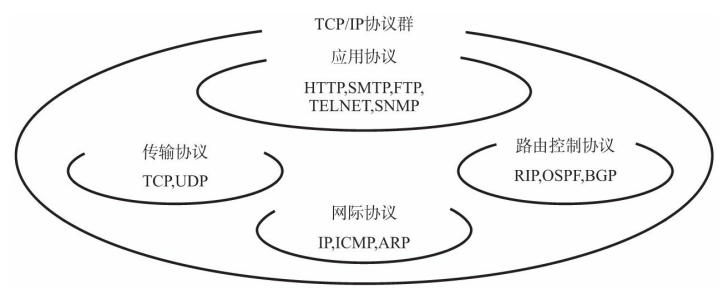 TCP/IP协议群
应用协议
HTTP,SMTP,FTP,
TELNET,SNMP
传输协议
TCP,UDP
路由控制协议
RIP,OSPF,BGP
网际协议
IP,ICMP,ARP